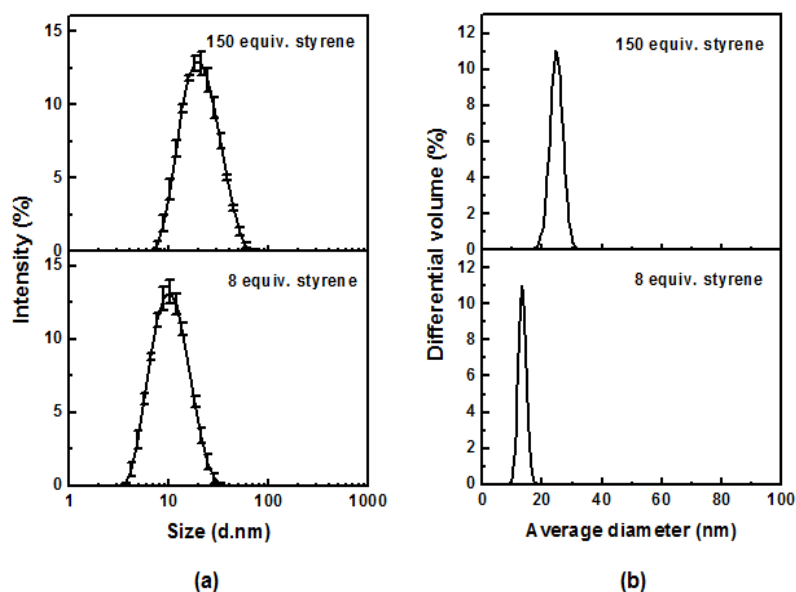 150 equiv. styrene
15
10
5
0
8 equiv. styrene
15
10
5
0
1 10 100 1000
Intensity (%)
Size (d.nm)
(a)
150 equiv. styrene
12
10
8
6
4
2
0
8 equiv. styrene
10
8
6
4
2
0
0 20 40 60 80 100
Differential volume (%)
Average diameter (nm)
(b)